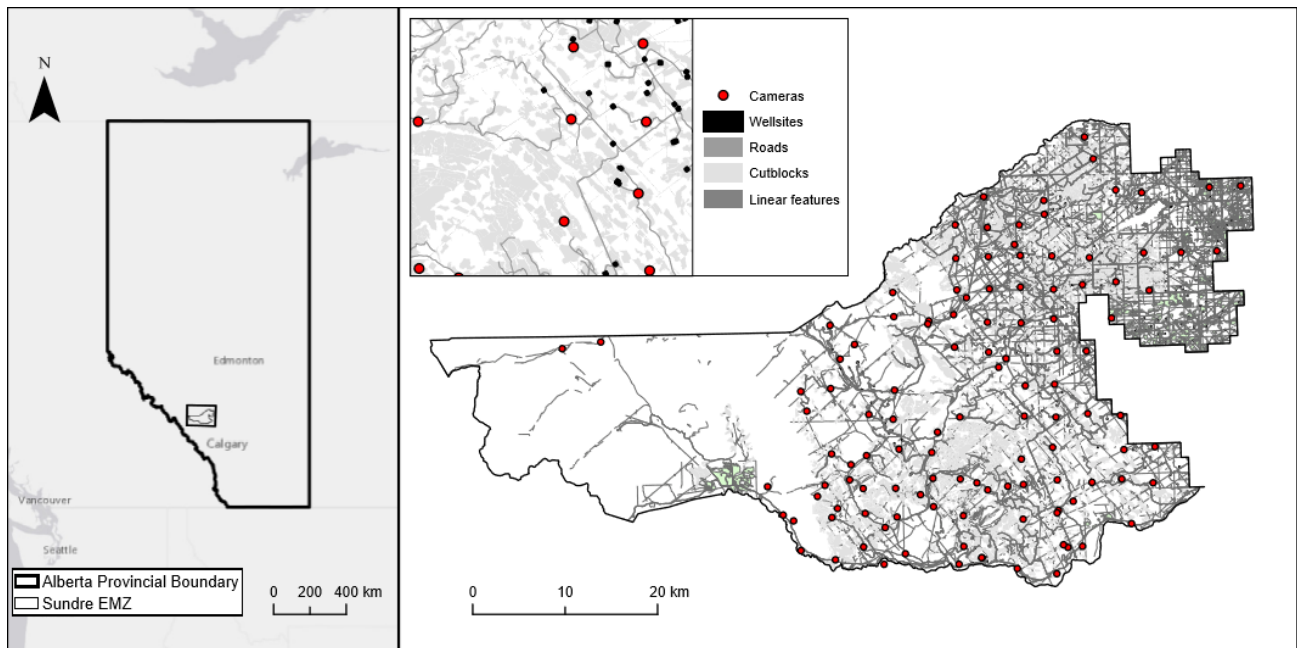 N
Edmonton
Calgary
Vancouver
Seattle
Alberta Provincial Boundary
Sundre EMZ
0 200 400 km
Cameras
Wellsites
Roads
Cutblocks
Linear features
0 10 20 km